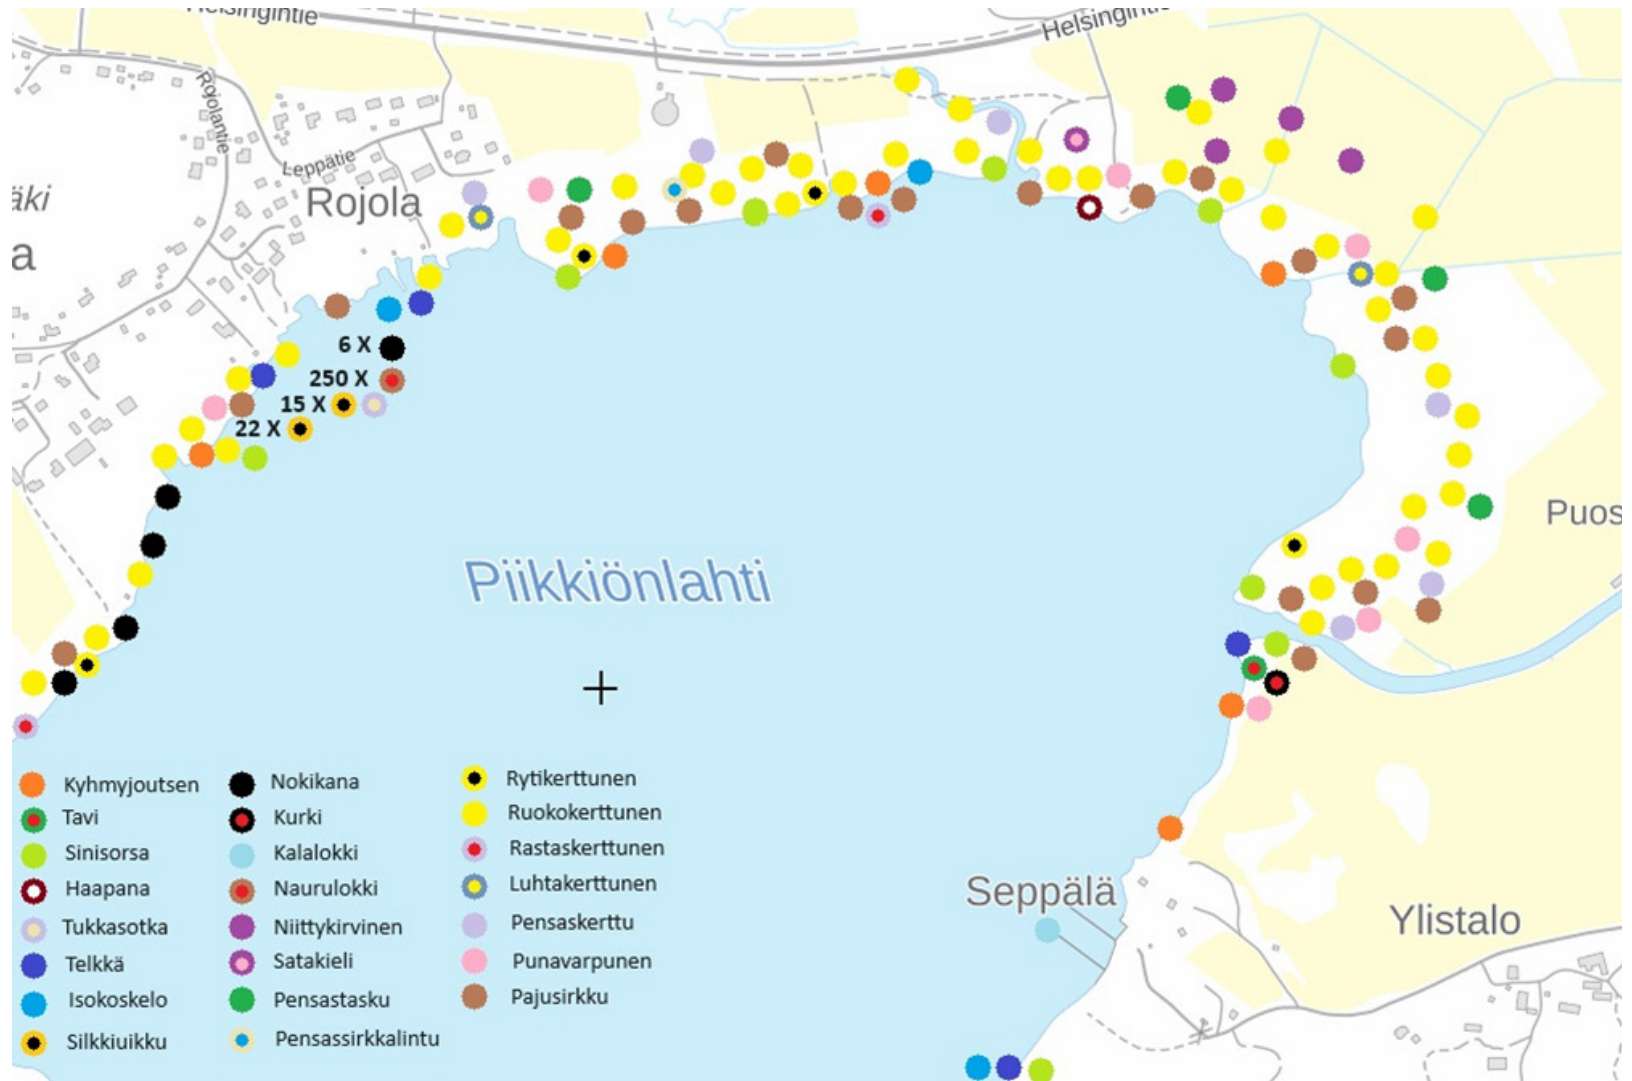 Helsingintie
Helsingintie
Rojolantie
Leppätie
Rojola
äki
a
6 X
250 X
15 X
22 X
Puos
Piikkiönlahti
Kyhmyjoutsen
Tavi
Sinisorsa
Haapana
Tukkasotka
Telkkä
Isokoskelo
Silkkiuikku
Nokikana
Kurki
Kalalokki
Naurulokki
Niittykirvinen
Satakieli
Pensastasku
Pensassirkkalintu
Rytikerttunen
Ruokokerttunen
Rastaskerttunen
Luhtakerttunen
Pensaskerttu
Punavarpunen
Pajusirkku
Seppälä
Ylistalo